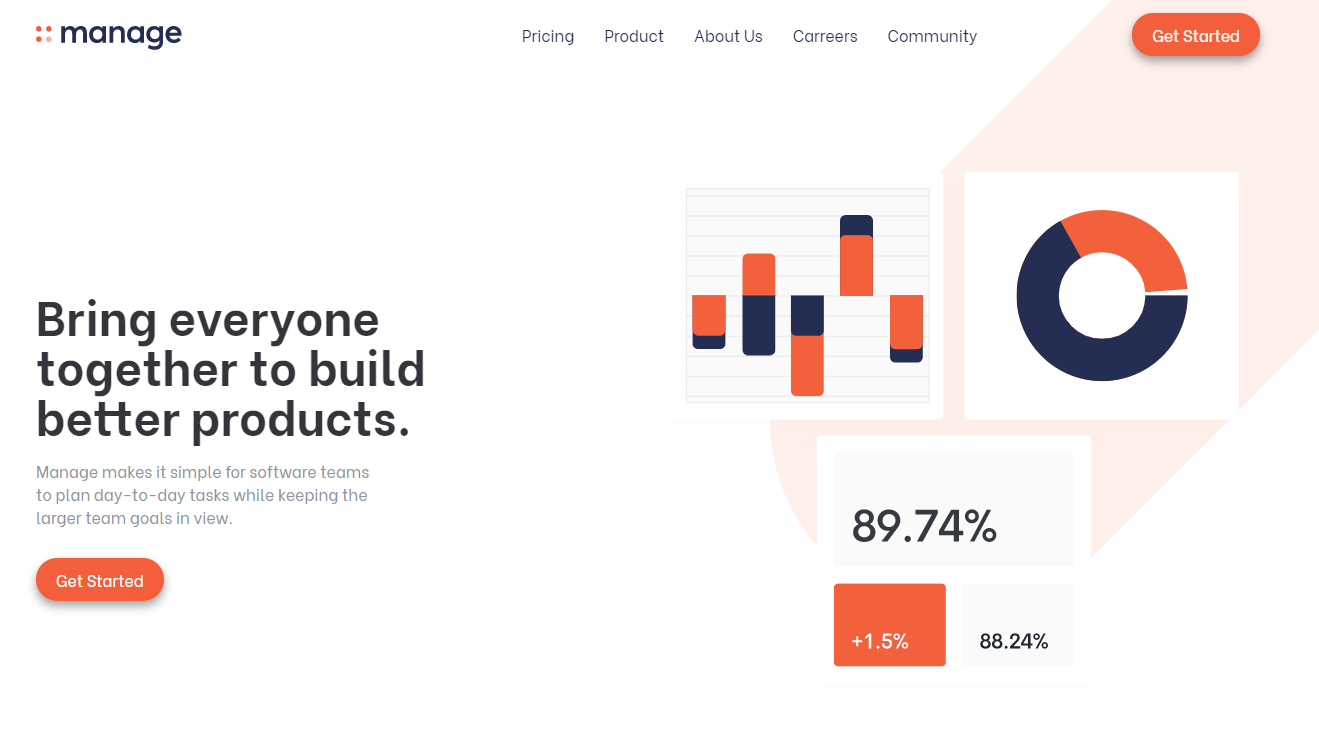 manage
Pricing Product About Us Carreers Community
Get Started
Bring everyone
together to build
better products.
Manage makes it simple for software teams
to plan day-to-day tasks while keeping the
larger team goals in view.
Get Started
89.74%
+1.5%
88.24%